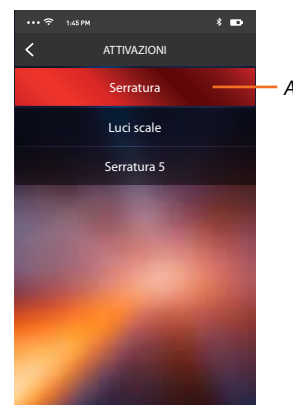 1:45 PM
ATTIVAZIONI
Serratura
A
Luci scale
Serratura 5